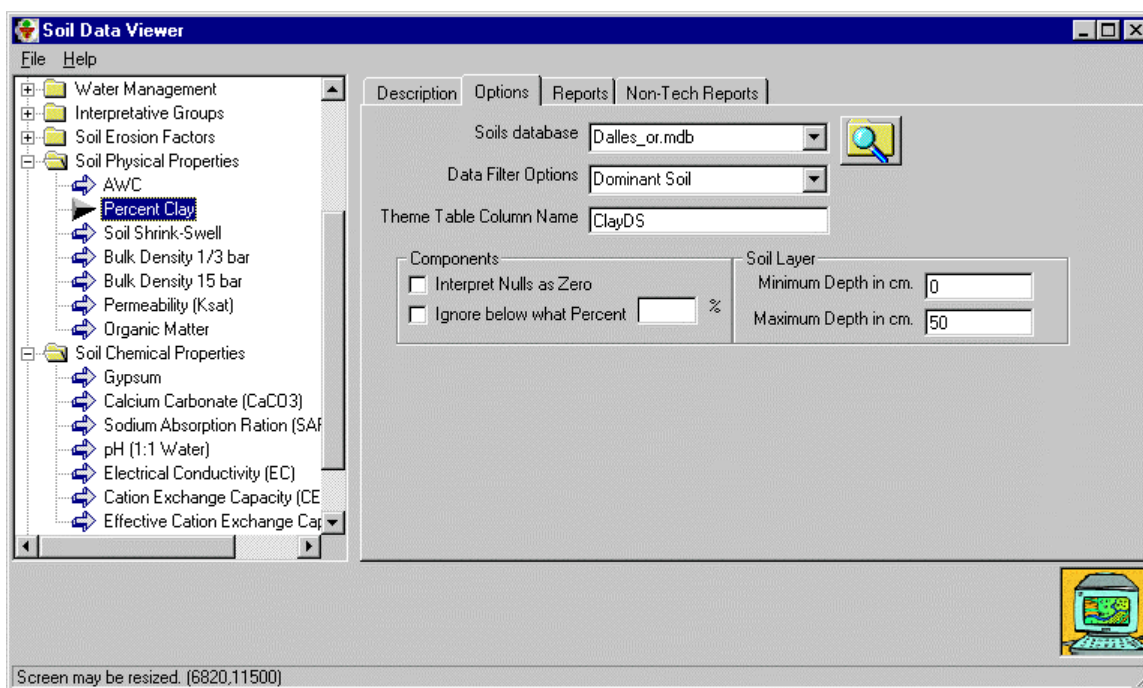 Soil Data Viewer
File Help
Water Management
Interpretative Groups
Soil Erosion Factors
Soil Physical Properties
AWC
Percent Clay
Soil Shrink-Swell
Bulk Density 1/3 bar
Bulk Density 15 bar
Permeability (Ksat)
Organic Matter
Soil Chemical Properties
Gypsum
Calcium Carbonate (CaCO3)
Sodium Absorption Ration (SAR
pH (1:1 Water)
Electrical Conductivity (EC)
Cation Exchange Capacity (CE
Effective Cation Exchange Cap
Description Options Reports Non-Tech Reports
Soils database Dalles_or.mdb
Data Filter Options Dominant Soil
Theme Table Column Name ClayDS
Components
Interpret Nulls as Zero
Ignore below what Percent %
Soil Layer
Minimum Depth in cm. 0
Maximum Depth in cm. 50
Screen may be resized. (6820,11500)